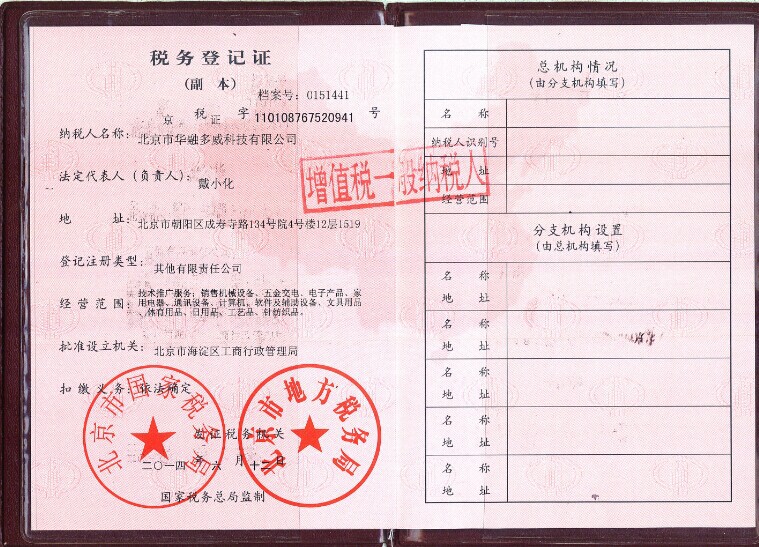 税务登记证
(副 本)
档案号：0151441
京 税 证 字 110108767520941 号
纳税人名称：北京市华融多威科技有限公司
法定代表人（负责人）：戴小化
地 址：北京市朝阳区成寿寺路134号院4号楼12层1519
登记注册类型：其他有限责任公司
经营范围：技术推广服务；销售机械设备、五金交电、电子产品、家
用电器、通讯设备、计算机、软件及辅助设备、文具用品
、体育用品、日用品、工艺品、针纺织品。
批准设立机关：北京市海淀区工商行政管理局
扣缴义务：依法确定
发证税务机关
二〇一四年六月十二日
国家税务总局监制
北京市国家税务局
北京市地方税务局
增值税一般纳税人
总机构情况
(由分支机构填写)
名 称
纳税人识别号
地 址
经营范围
分支机构设置
(由总机构填写)
名 称
地 址
名 称
地 址
名 称
地 址
名 称
地 址
名 称
地 址